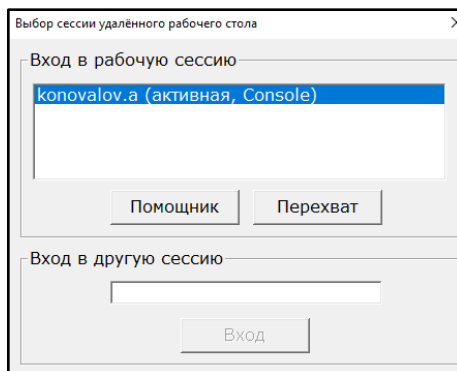 Выбор сессии удалённого рабочего стола
Вход в рабочую сессию
konovalov.a (активная, Console)
Помощник Перехват
Вход в другую сессию
Вход